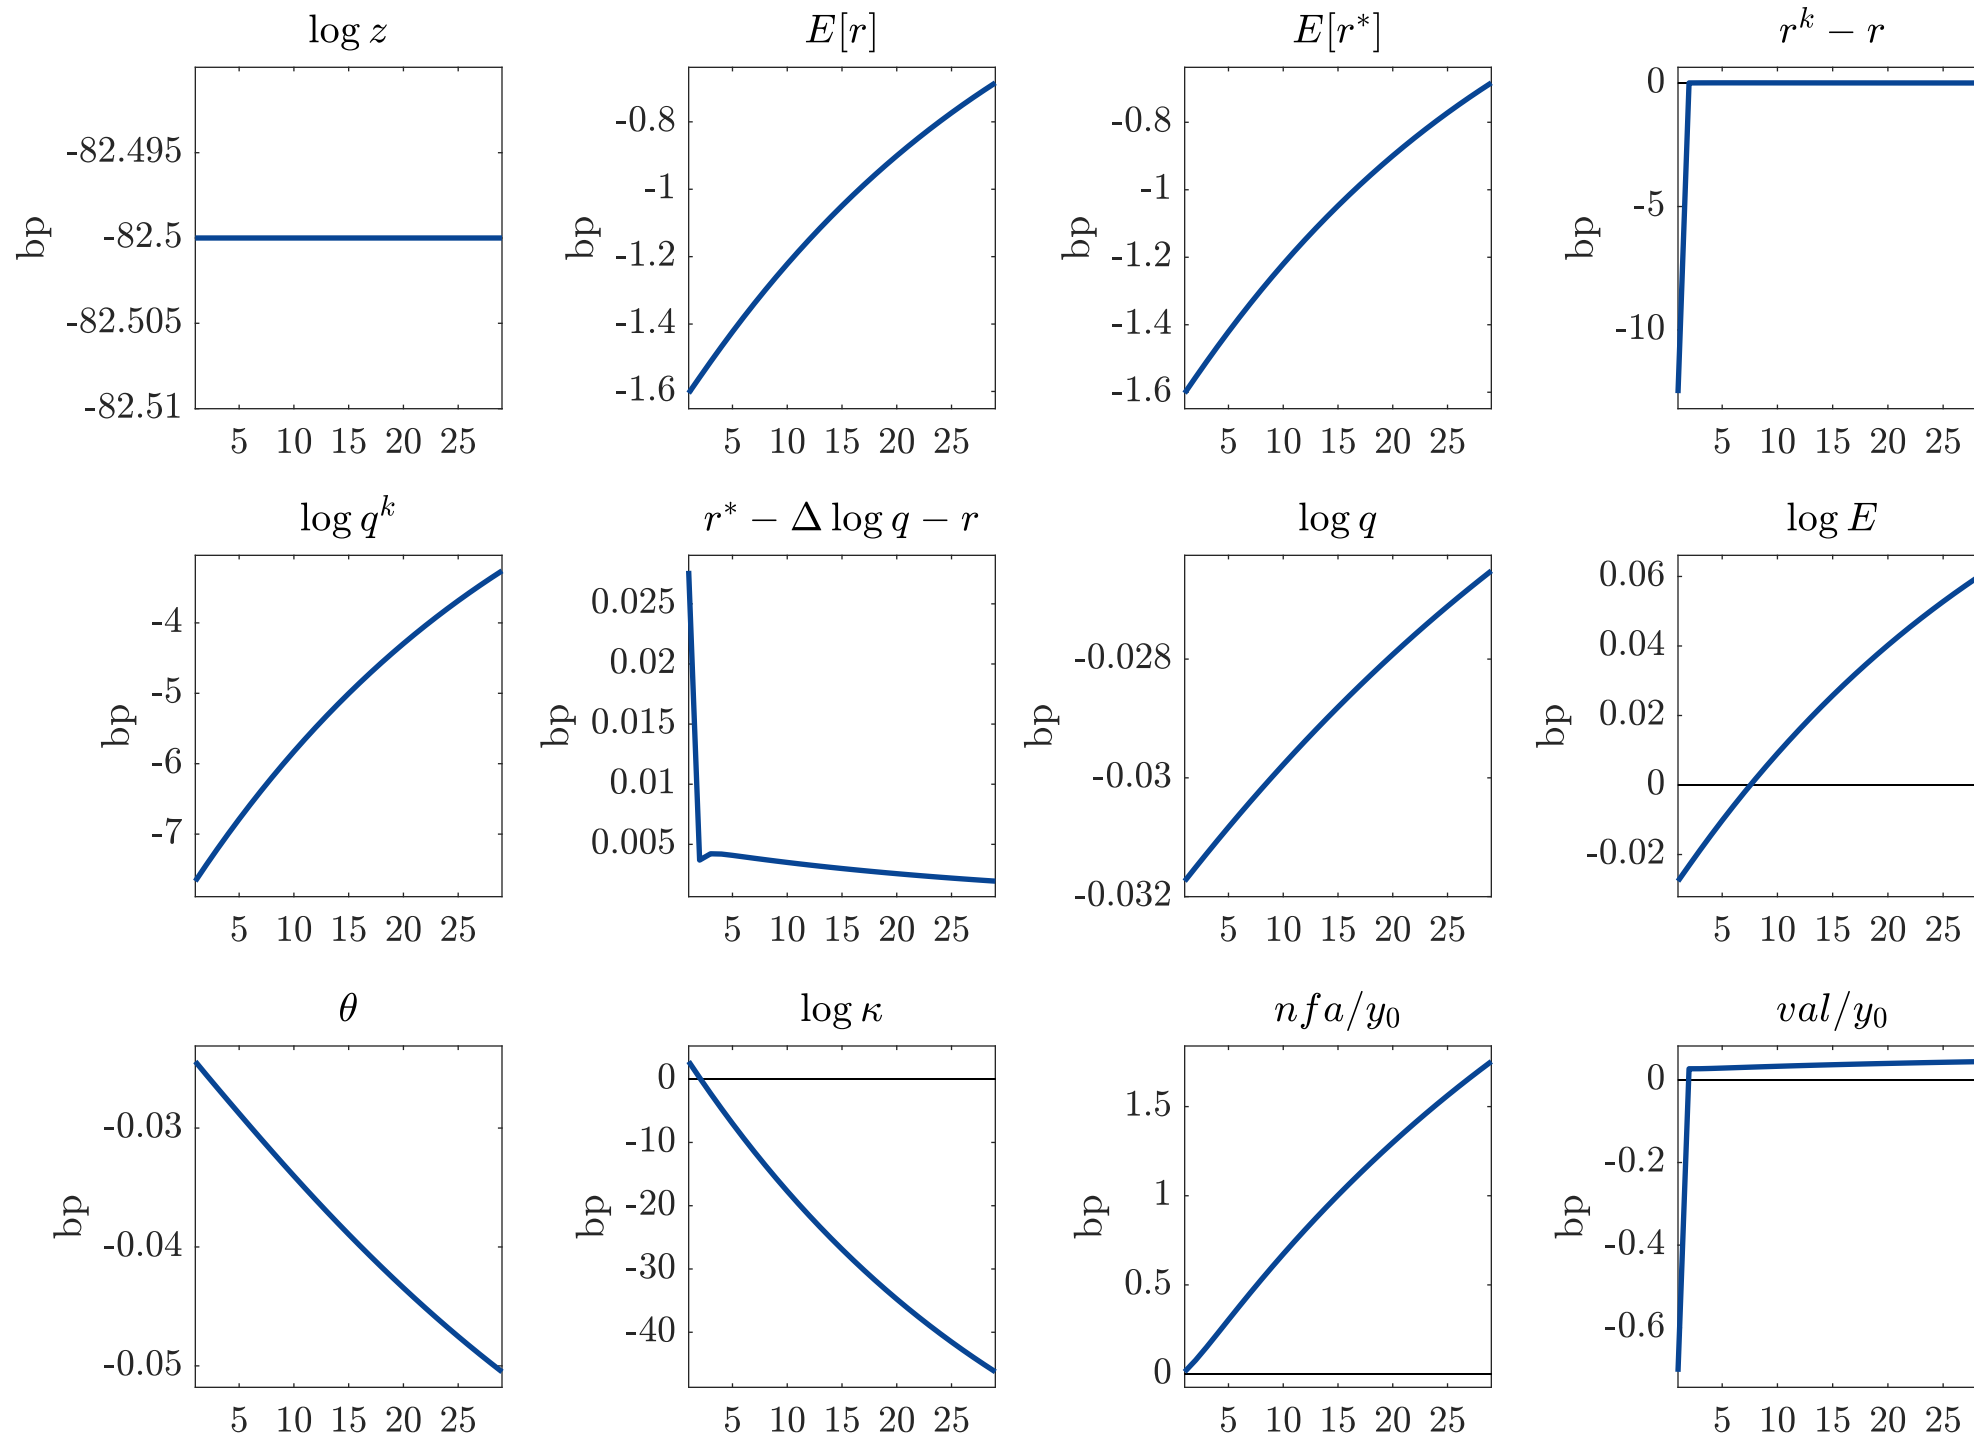 log z
bp
-82.495
-82.5
-82.505
-82.51
5 10 15 20 25
E[r]
bp
-0.8
-1
-1.2
-1.4
-1.6
5 10 15 20 25
E[r*]
bp
-0.8
-1
-1.2
-1.4
-1.6
5 10 15 20 25
r^k − r
bp
0
-5
-10
5 10 15 20 25
log q^k
bp
-4
-5
-6
-7
5 10 15 20 25
r* − Δ log q − r
bp
0.025
0.02
0.015
0.01
0.005
5 10 15 20 25
log q
bp
-0.028
-0.03
-0.032
5 10 15 20 25
log E
bp
0.06
0.04
0.02
0
-0.02
5 10 15 20 25
θ
bp
-0.03
-0.04
-0.05
5 10 15 20 25
log κ
bp
0
-10
-20
-30
-40
5 10 15 20 25
nfa/y₀
bp
1.5
1
0.5
0
5 10 15 20 25
val/y₀
bp
0
-0.2
-0.4
-0.6
5 10 15 20 25